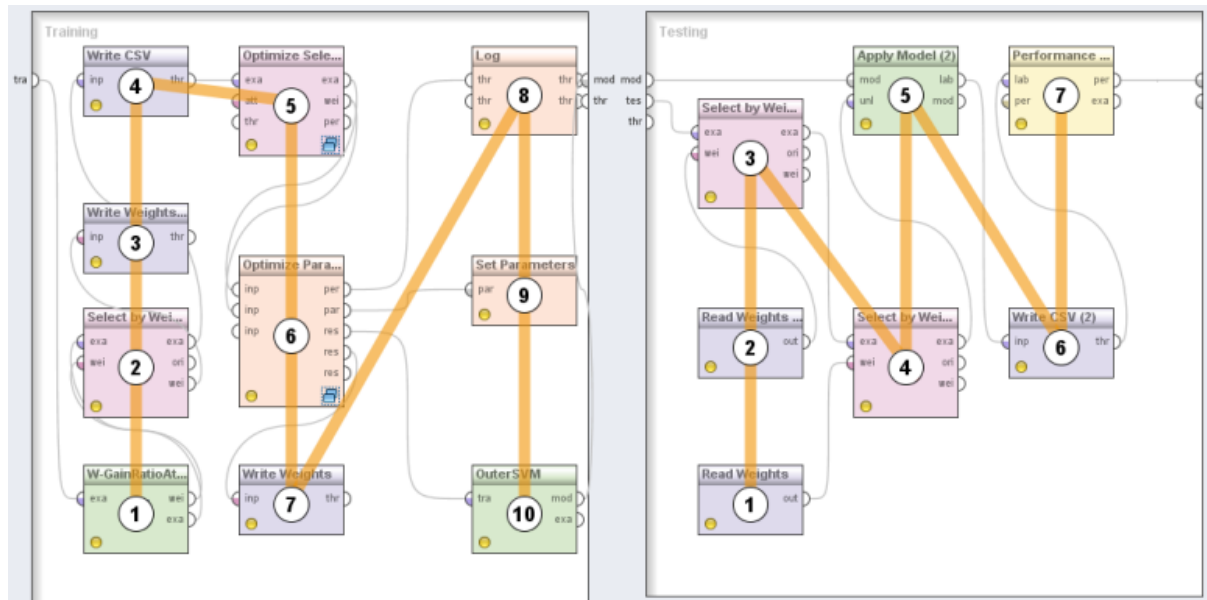 Training
Write CSV
inp
thr
4
Optimize Sele...
exa
att
thr
exa
wei
per
5
Log
thr
thr
thr
thr
8
tra
mod
thr
Write Weights...
inp
thr
3
Optimize Para...
inp
inp
inp
per
par
res
res
res
6
Set Parameters
par
9
Select by Wei...
exa
wei
exa
ori
wei
2
W-GainRatioAt...
exa
wei
exa
1
Write Weights
inp
thr
7
OuterSVM
tra
mod
exa
10
Testing
mod
tes
thr
Select by Wei...
exa
wei
exa
ori
wei
3
Apply Model (2)
mod
unl
lab
mod
5
Performance ...
lab
per
per
exa
7
Read Weights ...
out
2
Select by Wei...
exa
wei
exa
ori
wei
4
Write CSV (2)
inp
thr
6
Read Weights
out
1